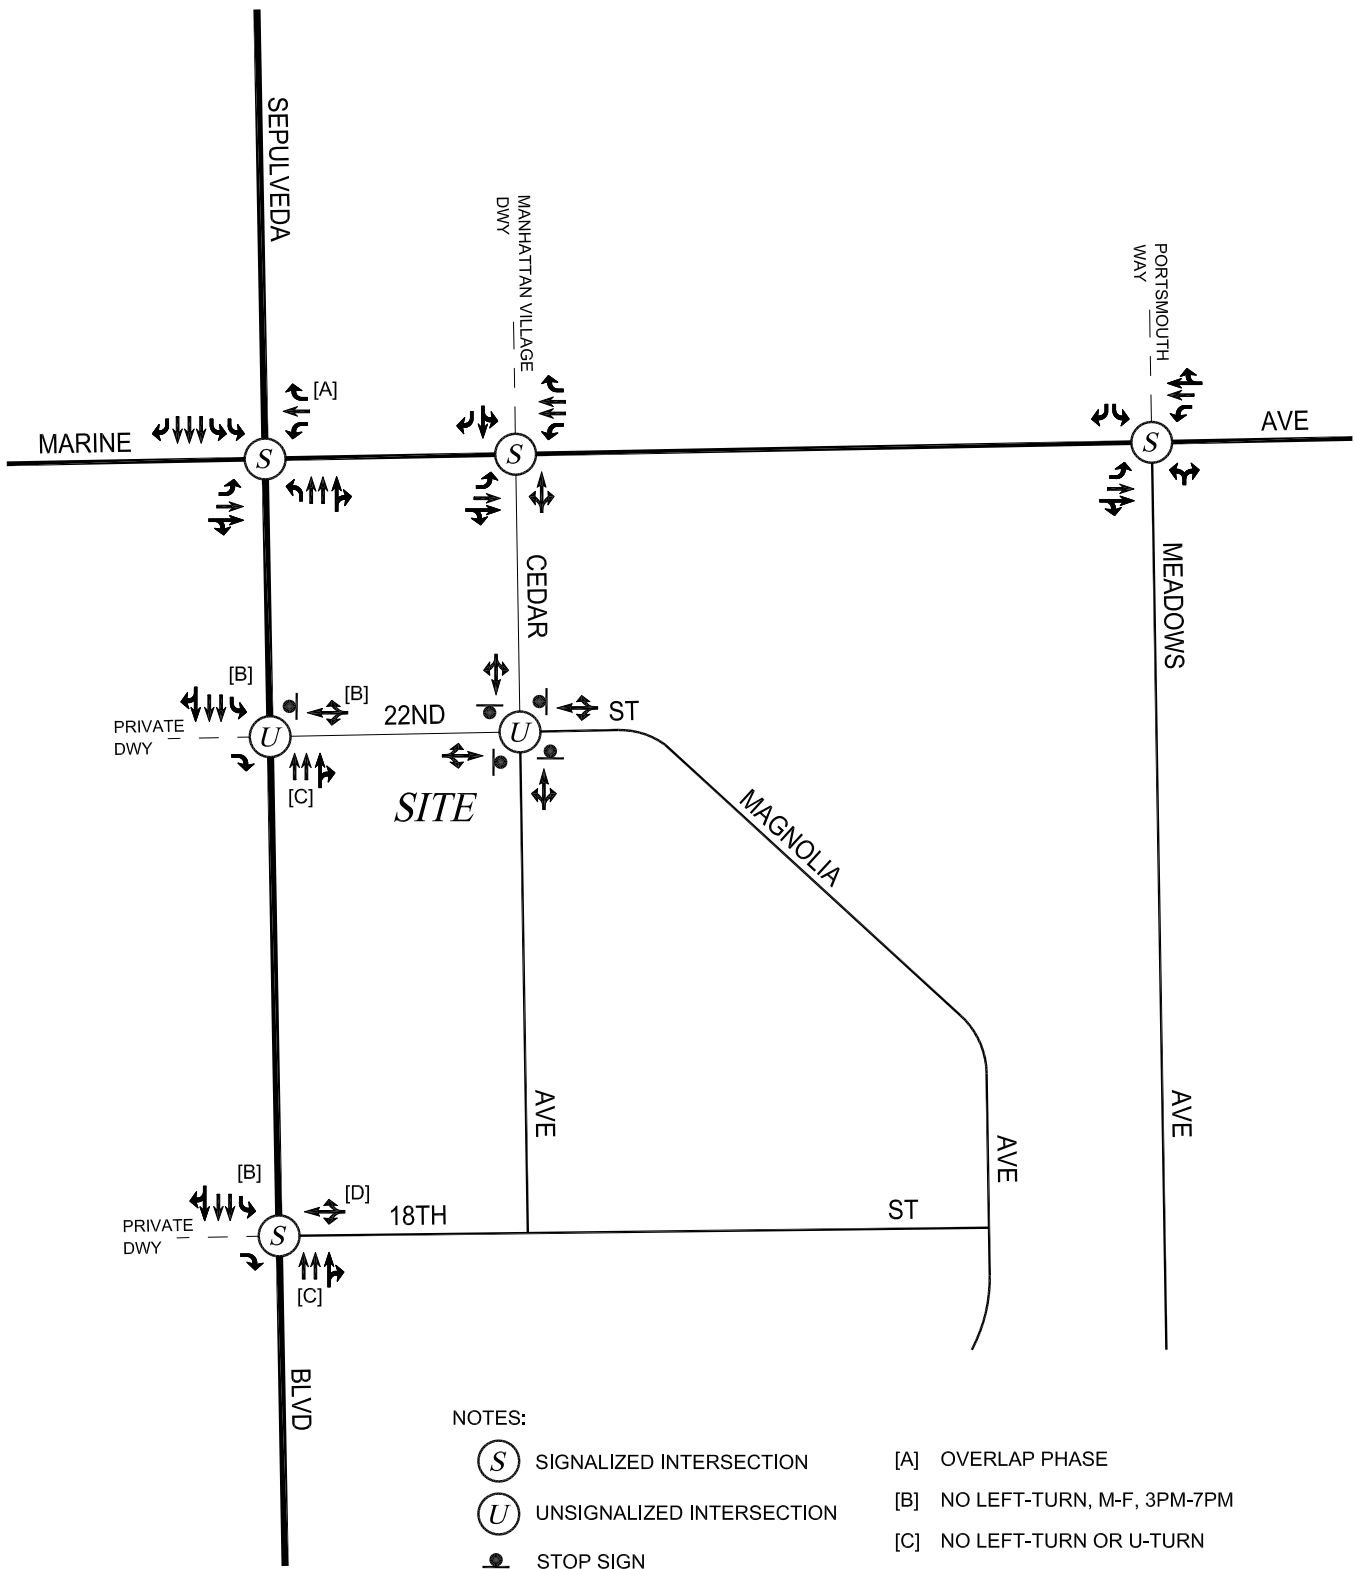 SEPULVEDA
MANHATTAN VILLAGE
DWY
PORTSMOUTH
WAY
[A]
MARINE
AVE
S
S
S
CEDAR
MEADOWS
[B]
[B]
22ND
ST
PRIVATE
DWY
U
U
[C]
SITE
MAGNOLIA
AVE
AVE
AVE
[B]
[D]
18TH
ST
PRIVATE
DWY
S
[C]
BLVD
NOTES:
S SIGNALIZED INTERSECTION
U UNSIGNALIZED INTERSECTION
STOP SIGN
[A] OVERLAP PHASE
[B] NO LEFT-TURN, M-F, 3PM-7PM
[C] NO LEFT-TURN OR U-TURN